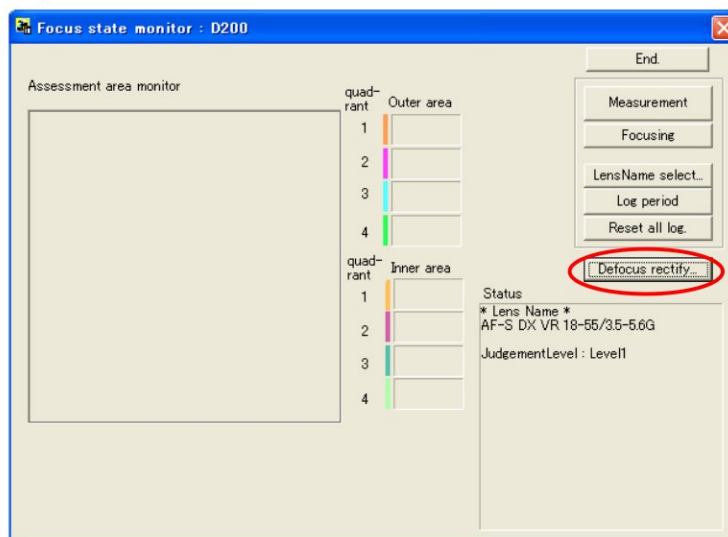 Focus state monitor : D200
End.
Assessment area monitor
quad-
rant
Outer area
1
2
3
4
quad-
rant
Inner area
1
2
3
4
Measurement
Focusing
LensName select...
Log period
Reset all log.
Defocus rectify...
Status
* Lens Name *
AF-S DX VR 18-55/3.5-5.6G
JudgementLevel : Level1